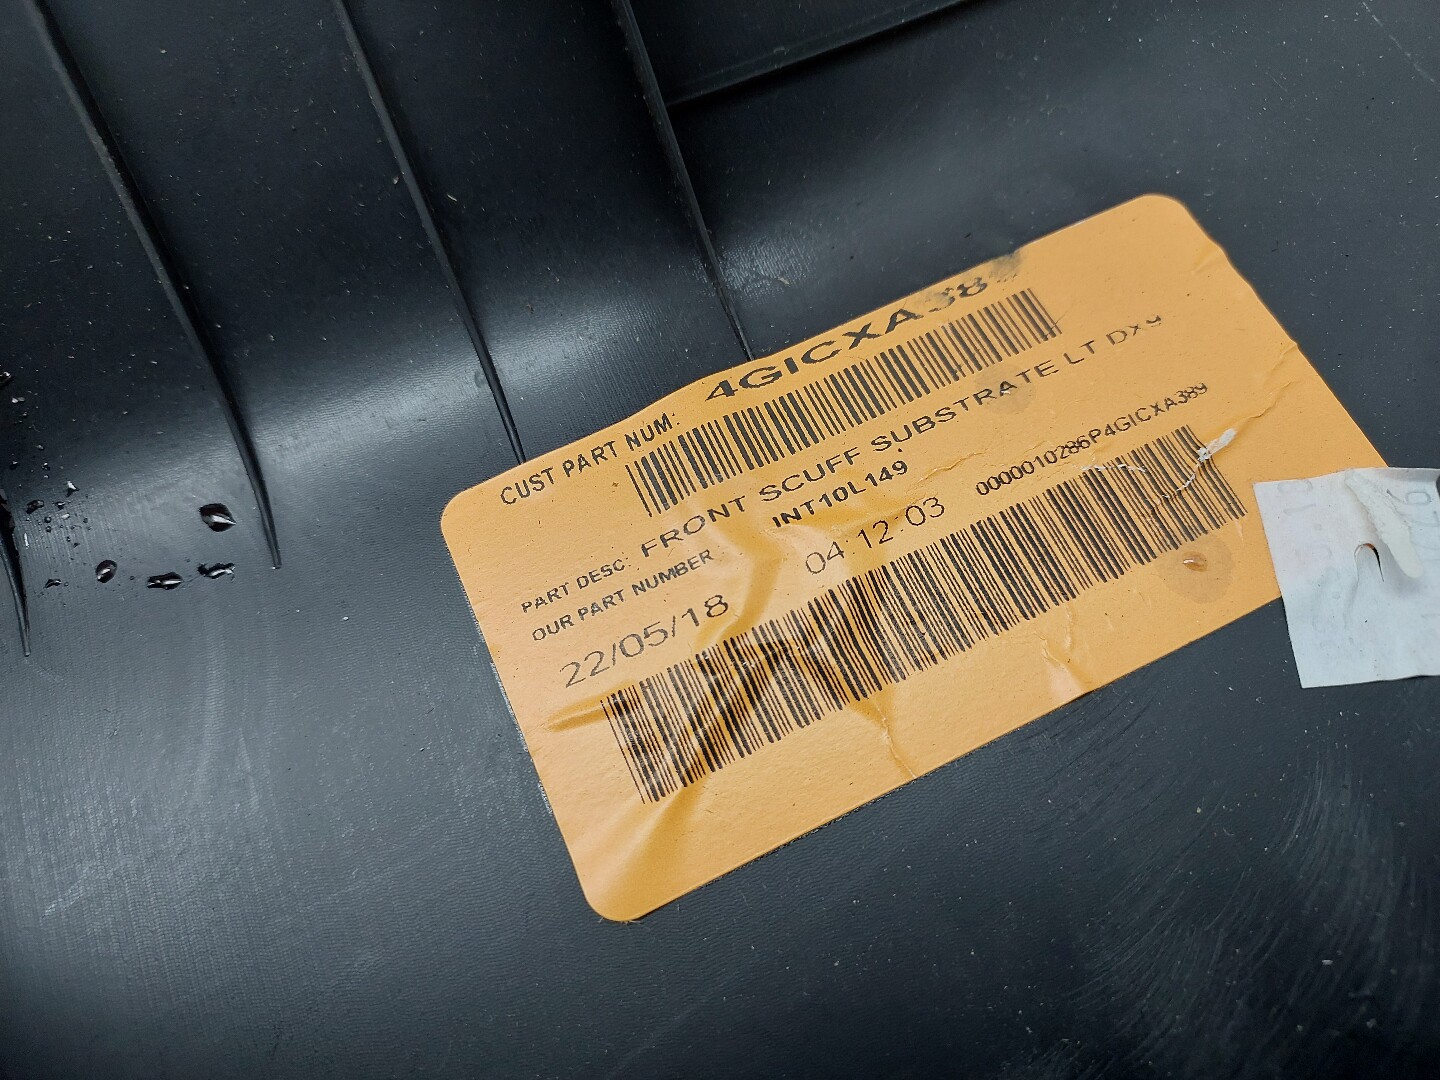 CUST PART NUM: 4GICXA38
PART DESC: FRONT SCUFF SUBSTRATE LT DX9
OUR PART NUMBER INT10L149
22/05/18 04:12:03 0000010286P4GICXA389